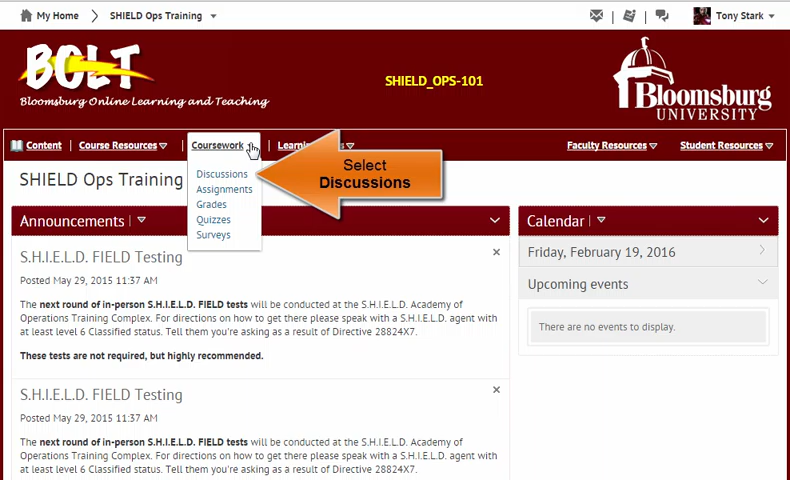 My Home
SHIELD Ops Training
Tony Stark
BOLT
Bloomsburg Online Learning and Teaching
SHIELD_OPS-101
Bloomsburg
UNIVERSITY
Content
Course Resources
Coursework
Faculty Resources
Student Resources
Select
Discussions
Discussions
Assignments
Grades
Quizzes
Surveys
SHIELD Ops Training
Announcements
S.H.I.E.L.D. FIELD Testing
Posted May 29, 2015 11:37 AM
The next round of in-person S.H.I.E.L.D. FIELD tests will be conducted at the S.H.I.E.L.D. Academy of
Operations Training Complex. For directions on how to get there please speak with a S.H.I.E.L.D. agent with
at least level 6 Classified status. Tell them you're asking as a result of Directive 28824X7.
These tests are not required, but highly recommended.
S.H.I.E.L.D. FIELD Testing
Posted May 29, 2015 11:37 AM
The next round of in-person S.H.I.E.L.D. FIELD tests will be conducted at the S.H.I.E.L.D. Academy of
Operations Training Complex. For directions on how to get there please speak with a S.H.I.E.L.D. agent with
at least level 6 Classified status. Tell them you're asking as a result of Directive 28824X7.
Calendar
Friday, February 19, 2016
Upcoming events
There are no events to display.